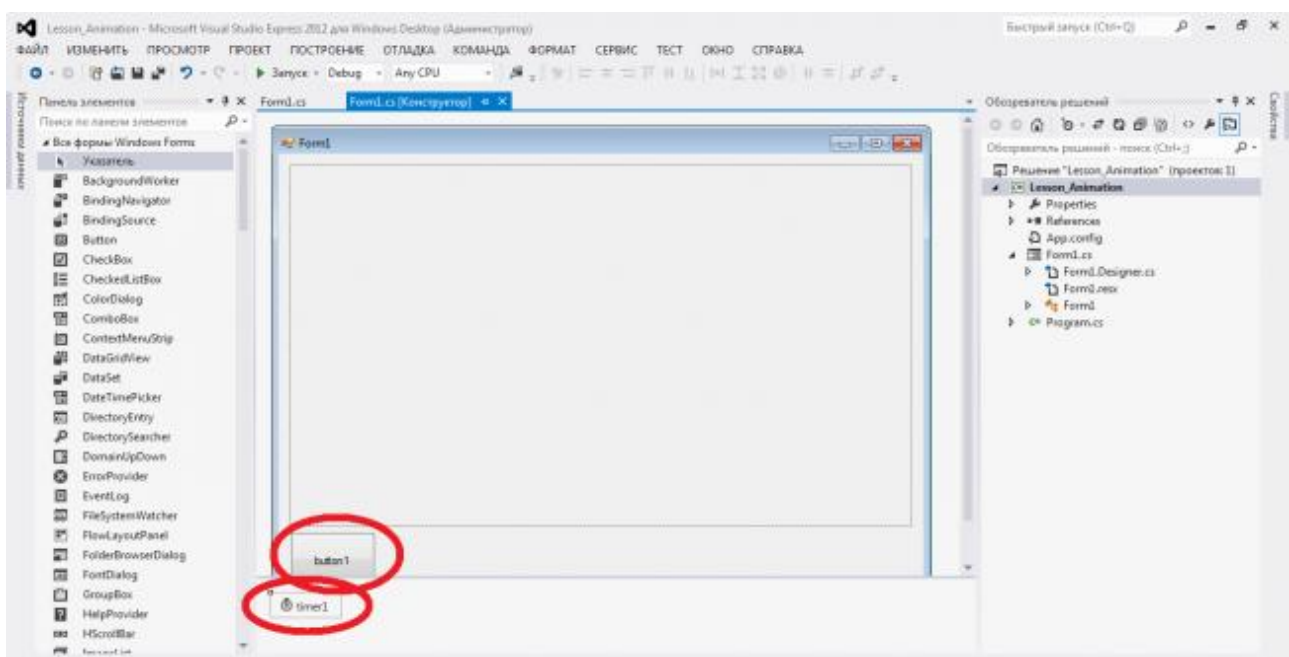 Lesson_Animation - Microsoft Visual Studio Express 2012 для Windows Desktop (Администратор)
Быстрый запуск (Ctrl+Q)
ФАЙЛ ИЗМЕНИТЬ ПРОСМОТР ПРОЕКТ ПОСТРОЕНИЕ ОТЛАДКА КОМАНДА ФОРМАТ СЕРВИС ТЕСТ ОКНО СПРАВКА
Запуск Debug Any CPU
Источники данных
Панель элементов
Поиск по панели элементов
Все формы Windows Forms
Указатель
BackgroundWorker
BindingNavigator
BindingSource
Button
CheckBox
CheckedListBox
ColorDialog
ComboBox
ContextMenuStrip
DataGridView
DataSet
DateTimePicker
DirectoryEntry
DirectorySearcher
DomainUpDown
ErrorProvider
EventLog
FileSystemWatcher
FlowLayoutPanel
FolderBrowserDialog
FontDialog
GroupBox
HelpProvider
HScrollBar
ImageList
Form1.cs Form1.cs [Конструктор]
Form1
button1
timer1
Обозреватель решений
Обозреватель решений - поиск (Ctrl+;)
Решение "Lesson_Animation" (проектов: 1)
Lesson_Animation
Properties
References
App.config
Form1.cs
Form1.Designer.cs
Form1.resx
Form1
Program.cs
Свойства